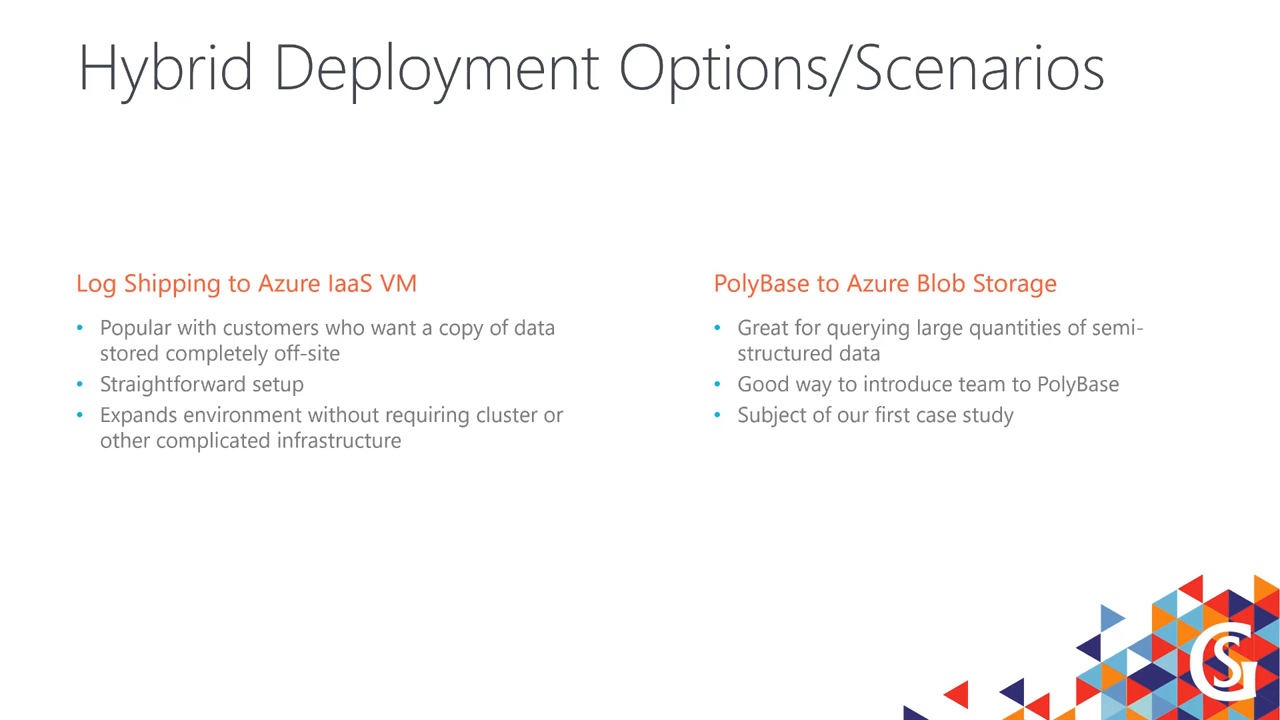 Hybrid Deployment Options/Scenarios
Log Shipping to Azure IaaS VM
• Popular with customers who want a copy of data
stored completely off-site
• Straightforward setup
• Expands environment without requiring cluster or
other complicated infrastructure
PolyBase to Azure Blob Storage
• Great for querying large quantities of semi-
structured data
• Good way to introduce team to PolyBase
• Subject of our first case study
GS